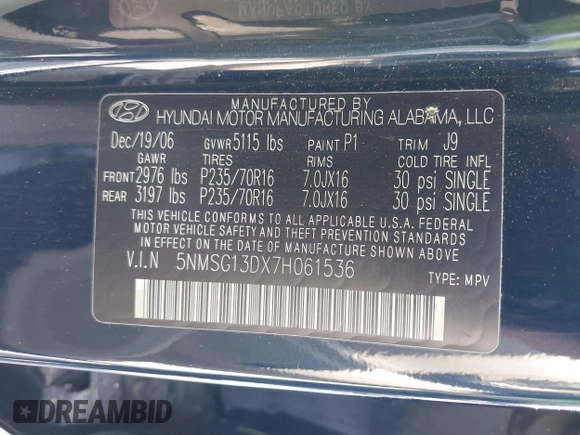 MANUFACTURED BY
HYUNDAI MOTOR MANUFACTURING ALABAMA, LLC
Dec/19/06 GVWR 5115 lbs PAINT P1 TRIM J9
GAWR TIRES RIMS COLD TIRE INFL
FRONT 2976 lbs P235/70R16 7.0JX16 30 psi SINGLE
REAR 3197 lbs P235/70R16 7.0JX16 30 psi SINGLE
THIS VEHICLE CONFORMS TO ALL APPLICABLE U.S.A. FEDERAL
MOTOR VEHICLE SAFETY AND THEFT PREVENTION STANDARDS
IN EFFECT ON THE DATE OF MANUFACTURE SHOWN ABOVE.
V.I.N 5NMSG13DX7H061536 TYPE: MPV
DREAMBID